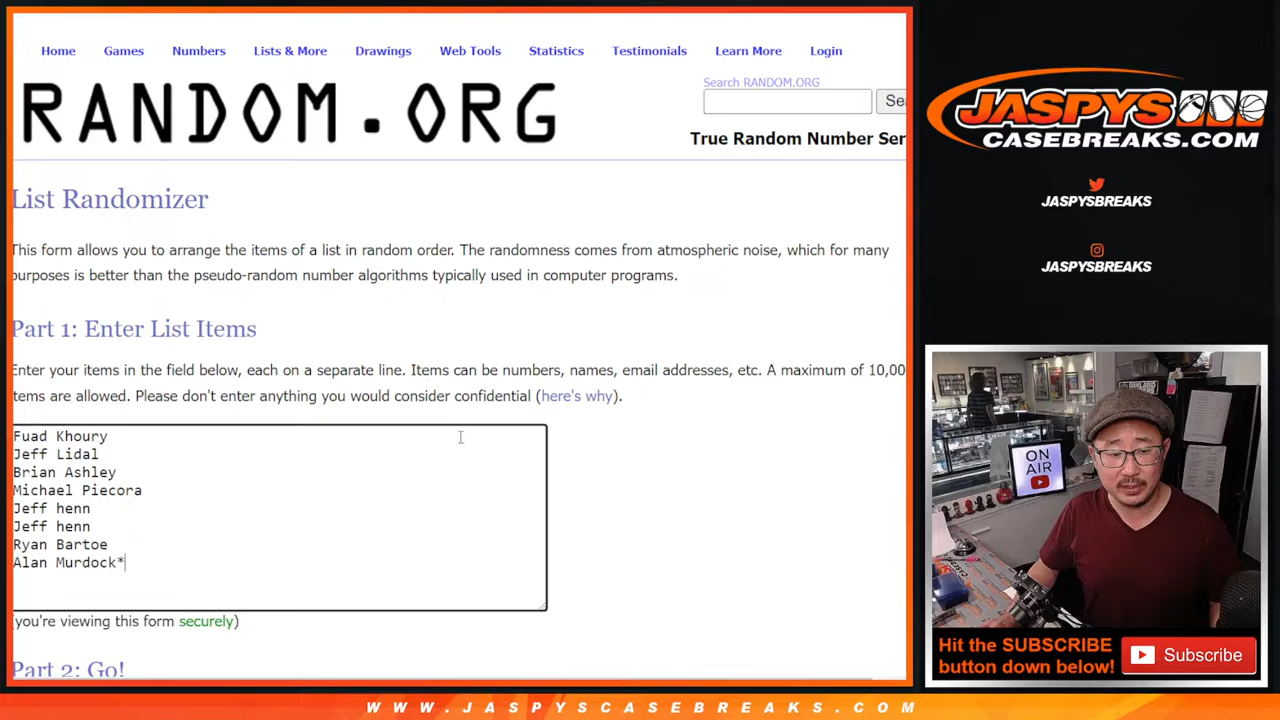 Home Games Numbers Lists & More Drawings Web Tools Statistics Testimonials Learn More Login
Search RANDOM.ORG
RANDOM.ORG
Sea
True Random Number Ser
List Randomizer
This form allows you to arrange the items of a list in random order. The randomness comes from atmospheric noise, which for many
purposes is better than the pseudo-random number algorithms typically used in computer programs.
Part 1: Enter List Items
Enter your items in the field below, each on a separate line. Items can be numbers, names, email addresses, etc. A maximum of 10,00
items are allowed. Please don't enter anything you would consider confidential (here's why).
Fuad Khoury
Jeff Lidal
Brian Ashley
Michael Piecora
Jeff henn
Jeff henn
Ryan Bartoe
Alan Murdock*
(you're viewing this form securely)
Part 2: Go!
JASPYS
CASEBREAKS.COM
JASPYSBREAKS
JASPYSBREAKS
OAKLAND
ON
AIR
Hit the SUBSCRIBE
button down below!
Subscribe
WWW.JASPYSCASEBREAKS.COM